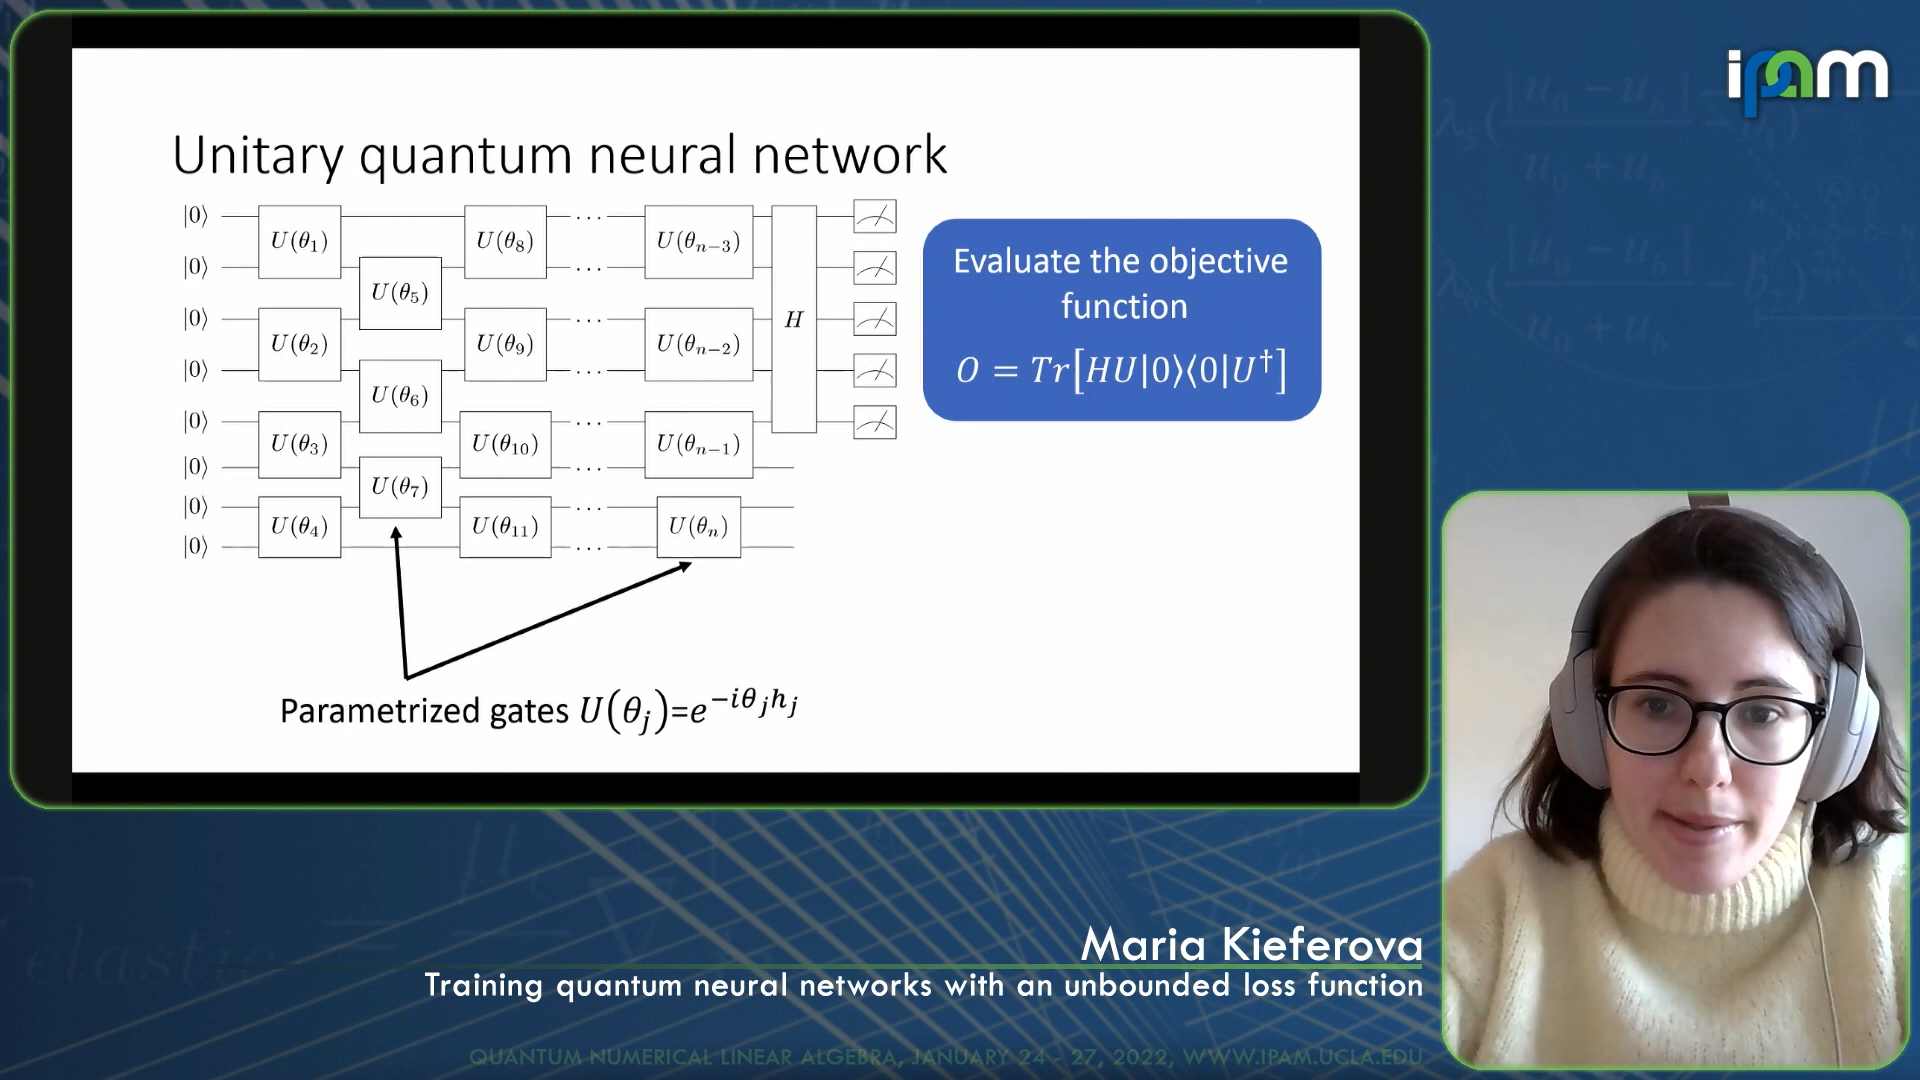 ipam
Unitary quantum neural network
|0⟩ U(θ₁) U(θ₈) ... U(θₙ₋₃)
|0⟩ U(θ₅) ...
|0⟩ U(θ₂) U(θ₉) ... U(θₙ₋₂) H
|0⟩ U(θ₆) ...
|0⟩ U(θ₃) U(θ₁₀) ... U(θₙ₋₁)
|0⟩ U(θ₇) ...
|0⟩ U(θ₄) U(θ₁₁) ... U(θₙ)
|0⟩ ...
Evaluate the objective
function
O = Tr[HU|0⟩⟨0|U†]
Parametrized gates U(θⱼ)=e^{−iθⱼhⱼ}
Maria Kieferova
Training quantum neural networks with an unbounded loss function
QUANTUM NUMERICAL LINEAR ALGEBRA, JANUARY 24 - 27, 2022, WWW.IPAM.UCLA.EDU